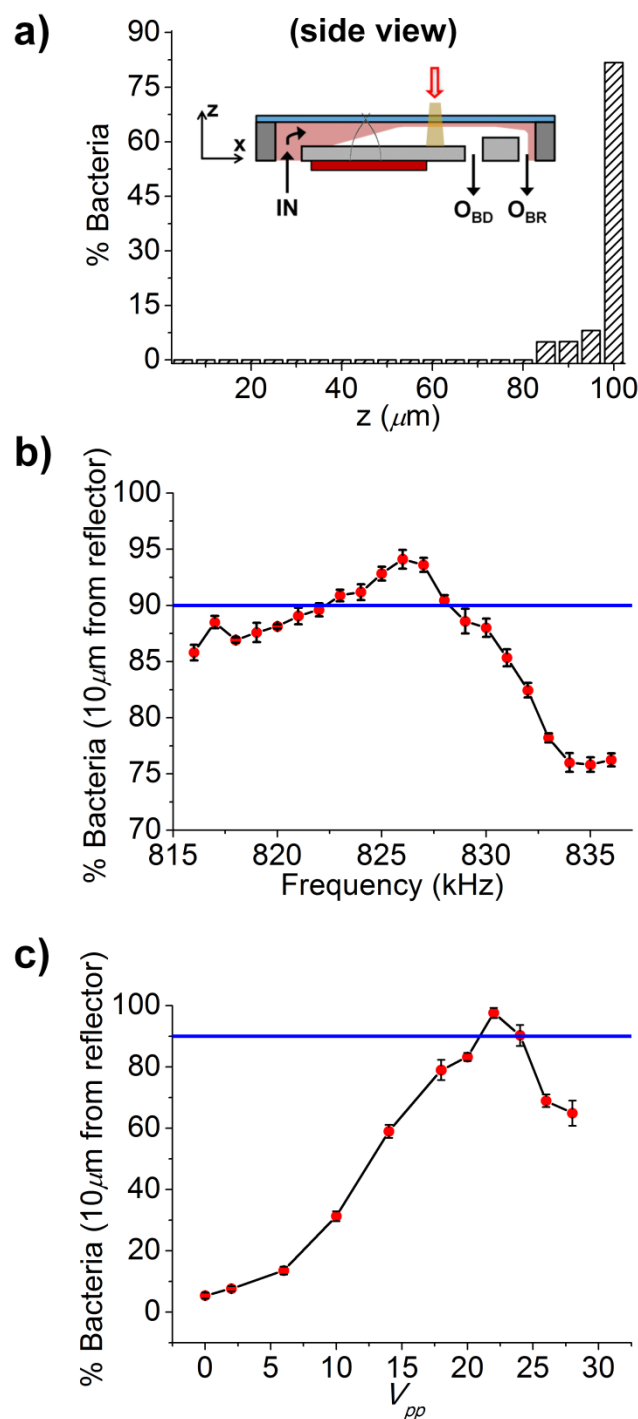 a)
(side view)
% Bacteria
90
75
60
45
30
15
0
z
x
IN
O_BD
O_BR
20 40 60 80 100
z (μm)
b)
% Bacteria (10μm from reflector)
100
95
90
85
80
75
70
815 820 825 830 835
Frequency (kHz)
c)
% Bacteria (10μm from reflector)
100
80
60
40
20
0
0 5 10 15 20 25 30
V_pp